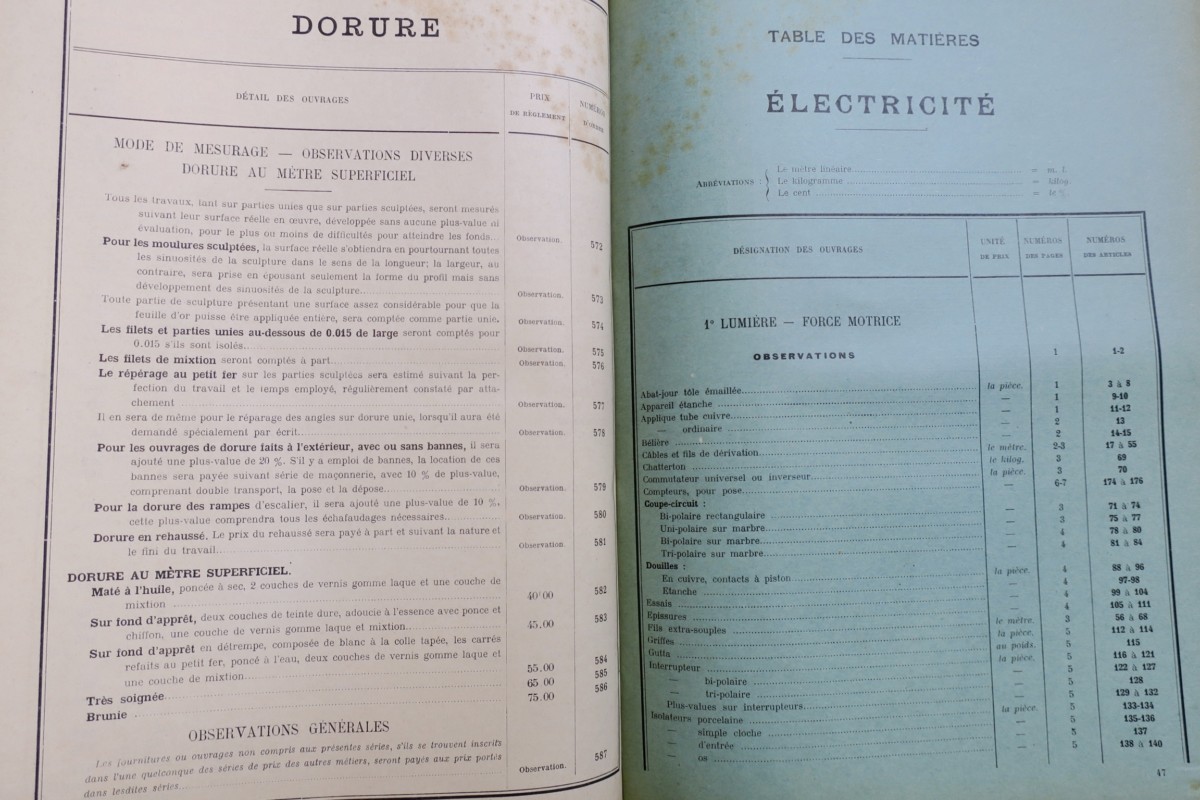 DORURE
DÉTAIL DES OUVRAGES
PRIX DE RÈGLEMENT
NUMÉROS D'ORDRE
MODE DE MESURAGE — OBSERVATIONS DIVERSES
DORURE AU MÈTRE SUPERFICIEL
Tous les travaux, tant sur parties unies que sur parties sculptées, seront mesurés
suivant leur surface réelle en œuvre, développée sans aucune plus-value ni
évaluation, pour le plus ou moins de difficultés pour atteindre les fonds... Observation. 572
Pour les moulures sculptées, la surface réelle s'obtiendra en pourtournant toutes
les sinuosités de la sculpture dans le sens de la longueur; la largeur, au
contraire, sera prise en épousant seulement la forme du profil mais sans
développement des sinuosités de la sculpture... Observation. 573
Toute partie de sculpture présentant une surface assez considérable pour que la
feuille d'or puisse être appliquée entière, sera comptée comme partie unie. Observation. 574
Les filets et parties unies au-dessous de 0.015 de large seront comptés pour
0.015 s'ils sont isolés... Observation. 575
Les filets de mixtion seront comptés à part... Observation. 576
Le répérage au petit fer sur les parties sculptées sera estimé suivant la per-
fection du travail et le temps employé, régulièrement constaté par atta-
chement... Observation. 577
Il en sera de même pour le réparage des angles sur dorure unie, lorsqu'il aura été
demandé spécialement par écrit... Observation. 578
Pour les ouvrages de dorure faits à l'extérieur, avec ou sans bannes, il sera
ajouté une plus-value de 20 %. S'il y a emploi de bannes, la location de ces
bannes sera payée suivant série de maçonnerie, avec 10 % de plus-value,
comprenant double transport, la pose et la dépose... Observation. 579
Pour la dorure des rampes d'escalier, il sera ajouté une plus-value de 10 %,
cette plus-value comprendra tous les échafaudages nécessaires... Observation. 580
Dorure en rehaussé. Le prix du rehaussé sera payé à part et suivant la nature et
le fini du travail... Observation. 581
DORURE AU MÈTRE SUPERFICIEL.
Maté à l'huile, poncée à sec, 2 couches de vernis gomme laque et une couche de
mixtion... 40.00 582
Sur fond d'apprêt, deux couches de teinte dure, adoucie à l'essence avec ponce et
chiffon, une couche de vernis gomme laque et mixtion... 45.00 583
Sur fond d'apprêt en détrempe, composée de blanc à la colle tapée, les carrés
refaits au petit fer, poncé à l'eau, deux couches de vernis gomme laque et
une couche de mixtion... 55.00 584
Très soignée... 65.00 585
Brunie... 75.00 586
OBSERVATIONS GÉNÉRALES
Les fournitures ou ouvrages non compris aux présentes séries, s'ils se trouvent inscrits
dans l'une quelconque des séries de prix des autres métiers, seront payés aux prix portés
dans lesdites séries... Observation. 587
TABLE DES MATIÉRES
ÉLECTRICITÉ
ABBRÉVIATIONS :
Le mètre linéaire... = m. l.
Le kilogramme... = kilog.
Le cent... = le %
DÉSIGNATION DES OUVRAGES
UNITÉ DE PRIX
NUMÉROS DES PAGES
NUMÉROS DES ARTICLES
1º LUMIÈRE — FORCE MOTRICE
OBSERVATIONS 1 1-2
Abat-jour tôle émaillée... la pièce. 1 3 à 8
Appareil étanche... — 1 9-10
Applique tube cuivre... — 1 11-12
— ordinaire... — 2 13
Bélière... — 2 14-15
Câbles et fils de dérivation... le mètre. 2-3 17 à 55
Chatterton... le kilog. 3 69
Commutateur universel ou inverseur... la pièce. 3 70
Compteurs, pour pose... — 6-7 174 à 176
Coupe-circuit :
Bi-polaire rectangulaire... — 3 71 à 74
Uni-polaire sur marbre... — 3 75 à 77
Bi-polaire sur marbre... — 4 78 à 80
Tri-polaire sur marbre... — 4 81 à 84
Douilles :
En cuivre, contacts à piston... la pièce. 4 88 à 96
Etanche... — 4 97-98
Essais... — 4 99 à 104
Epissures... — 4 105 à 111
Fils extra-souples... le mètre. 3 56 à 68
Griffes... la pièce. 5 112 à 114
Gutta... au poids. 5 115
Interrupteur... la pièce. 5 116 à 121
— bi-polaire... — 5 122 à 127
— tri-polaire... — 5 128
Plus-values sur interrupteurs... — 5 129 à 132
Isolateurs porcelaine... la pièce. 5 133-134
— simple cloche... — 5 135-136
— d'entrée... — 5 137
— os... — 5 138 à 140
47